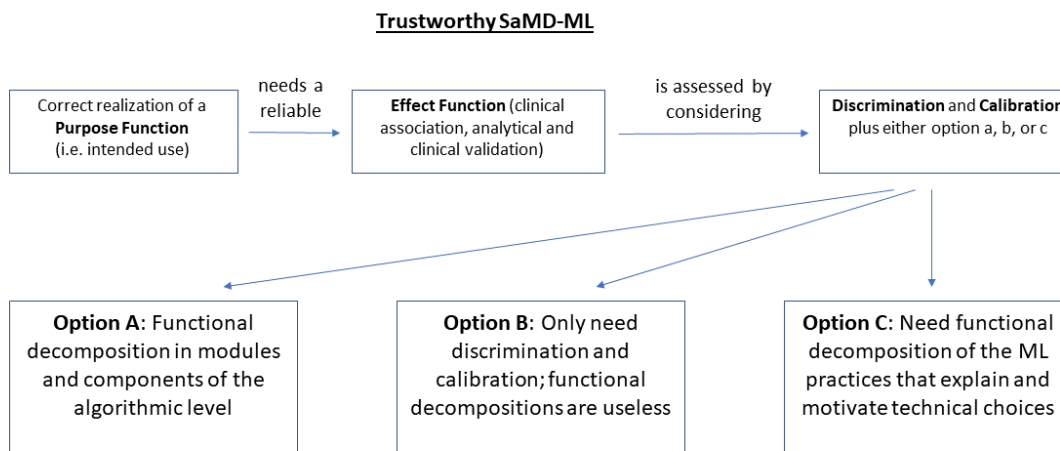 Trustworthy SaMD-ML
Correct realization of a
Purpose Function
(i.e. intended use)
needs a
reliable
Effect Function (clinical
association, analytical and
clinical validation)
is assessed by
considering
Discrimination and Calibration
plus either option a, b, or c
Option A: Functional
decomposition in modules
and components of the
algorithmic level
Option B: Only need
discrimination and
calibration; functional
decompositions are useless
Option C: Need functional
decomposition of the ML
practices that explain and
motivate technical choices